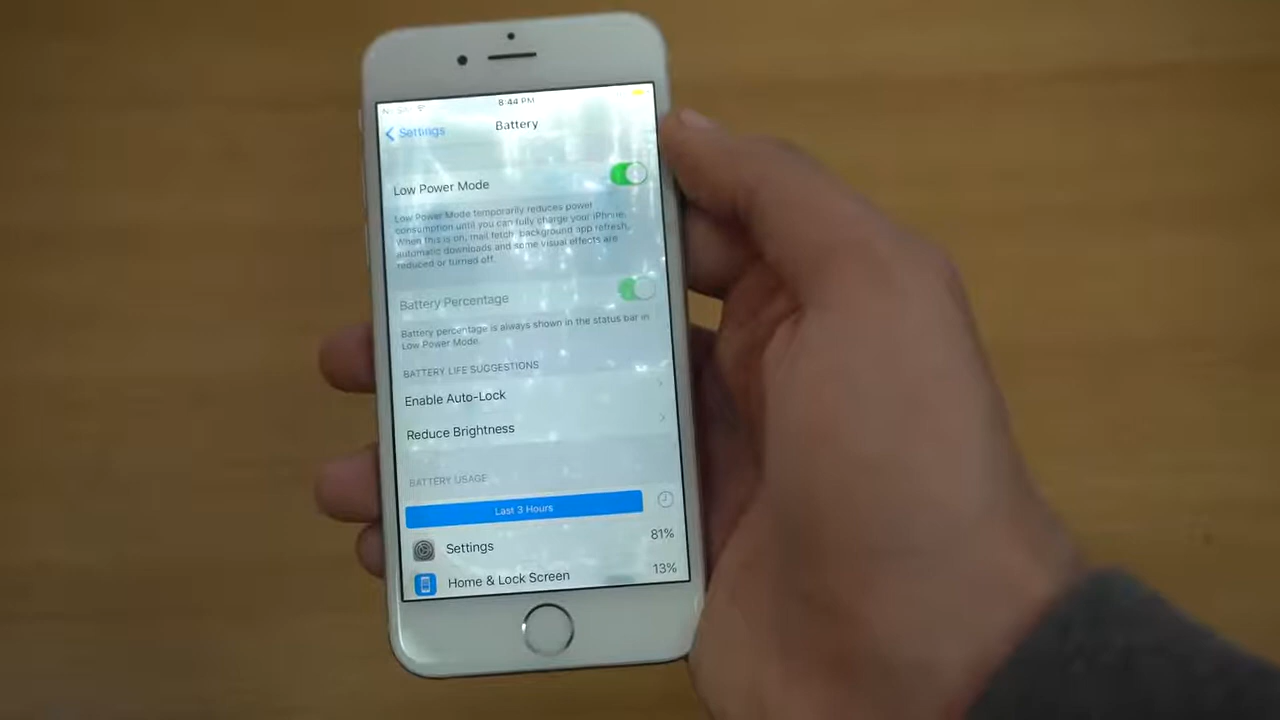 8:44 PM
Settings
Battery
Low Power Mode
Low Power Mode temporarily reduces power
consumption until you can fully charge your iPhone.
When this is on, mail fetch, background app refresh,
automatic downloads and some visual effects are
reduced or turned off.
Battery Percentage
Battery percentage is always shown in the status bar in
Low Power Mode.
BATTERY LIFE SUGGESTIONS
Enable Auto-Lock
Reduce Brightness
BATTERY USAGE
Last 3 Hours
Settings 81%
Home & Lock Screen 13%